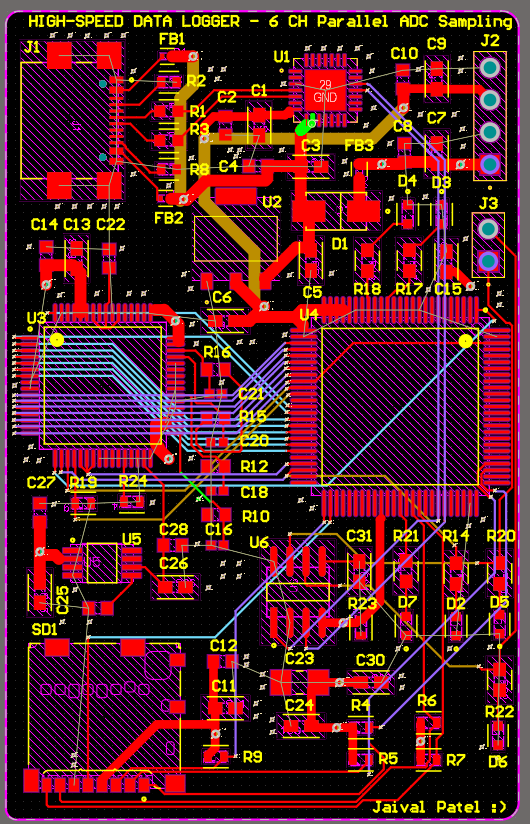 HIGH-SPEED DATA LOGGER - 6 CH Parallel ADC Sampling
J1
FB1
U1
C10
C9
J2
R2
29
GND
R1
C2
C1
R3
C8
C7
R8
C4
C3
FB3
FB2
U2
D4
D3
J3
C14
C13
C22
D1
C6
C5
R18
R17
C15
U3
U4
R16
C21
R15
C20
R12
C27
R19
R24
C18
R10
C28
C16
U5
U6
C31
R21
R14
R20
C26
C25
R23
D7
D2
D5
SD1
C12
C23
C30
C11
C24
R4
R6
R22
R9
R5
R7
D6
Jaival Patel :)